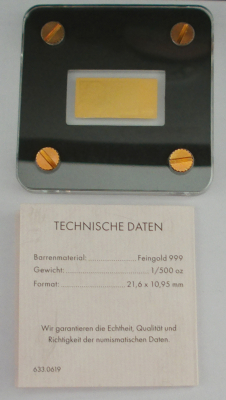 TECHNISCHE DATEN
Barrenmaterial: Feingold 999
Gewicht: 1/500 oz
Format: 21,6 x 10,95 mm
Wir garantieren die Echtheit, Qualität und
Richtigkeit der numismatischen Daten
633.0619